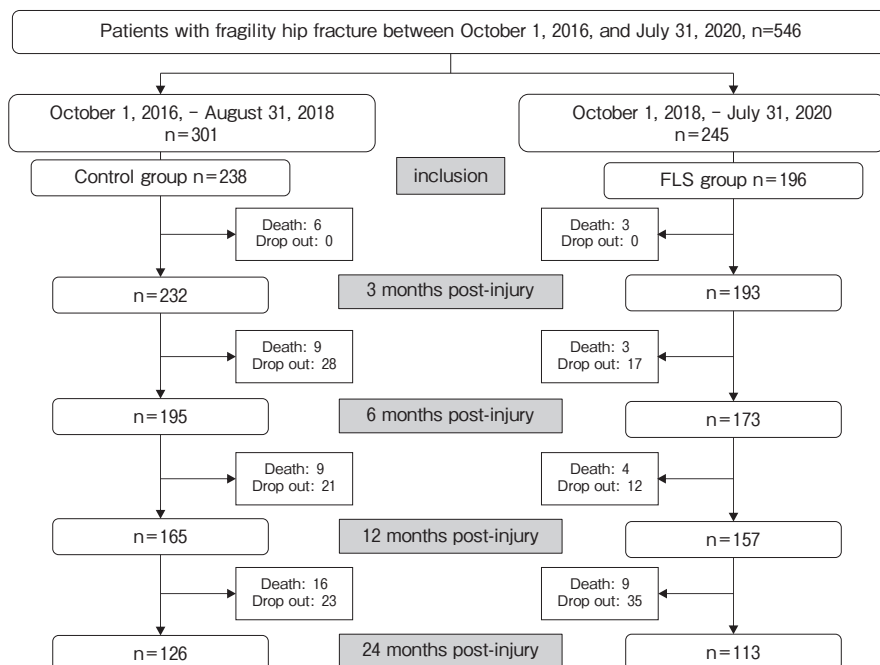 Patients with fragility hip fracture between October 1, 2016, and July 31, 2020, n=546
October 1, 2016, – August 31, 2018
n=301
October 1, 2018, – July 31, 2020
n=245
Control group n=238
inclusion
FLS group n=196
Death: 6
Drop out: 0
Death: 3
Drop out: 0
n=232
3 months post-injury
n=193
Death: 9
Drop out: 28
Death: 3
Drop out: 17
n=195
6 months post-injury
n=173
Death: 9
Drop out: 21
Death: 4
Drop out: 12
n=165
12 months post-injury
n=157
Death: 16
Drop out: 23
Death: 9
Drop out: 35
n=126
24 months post-injury
n=113